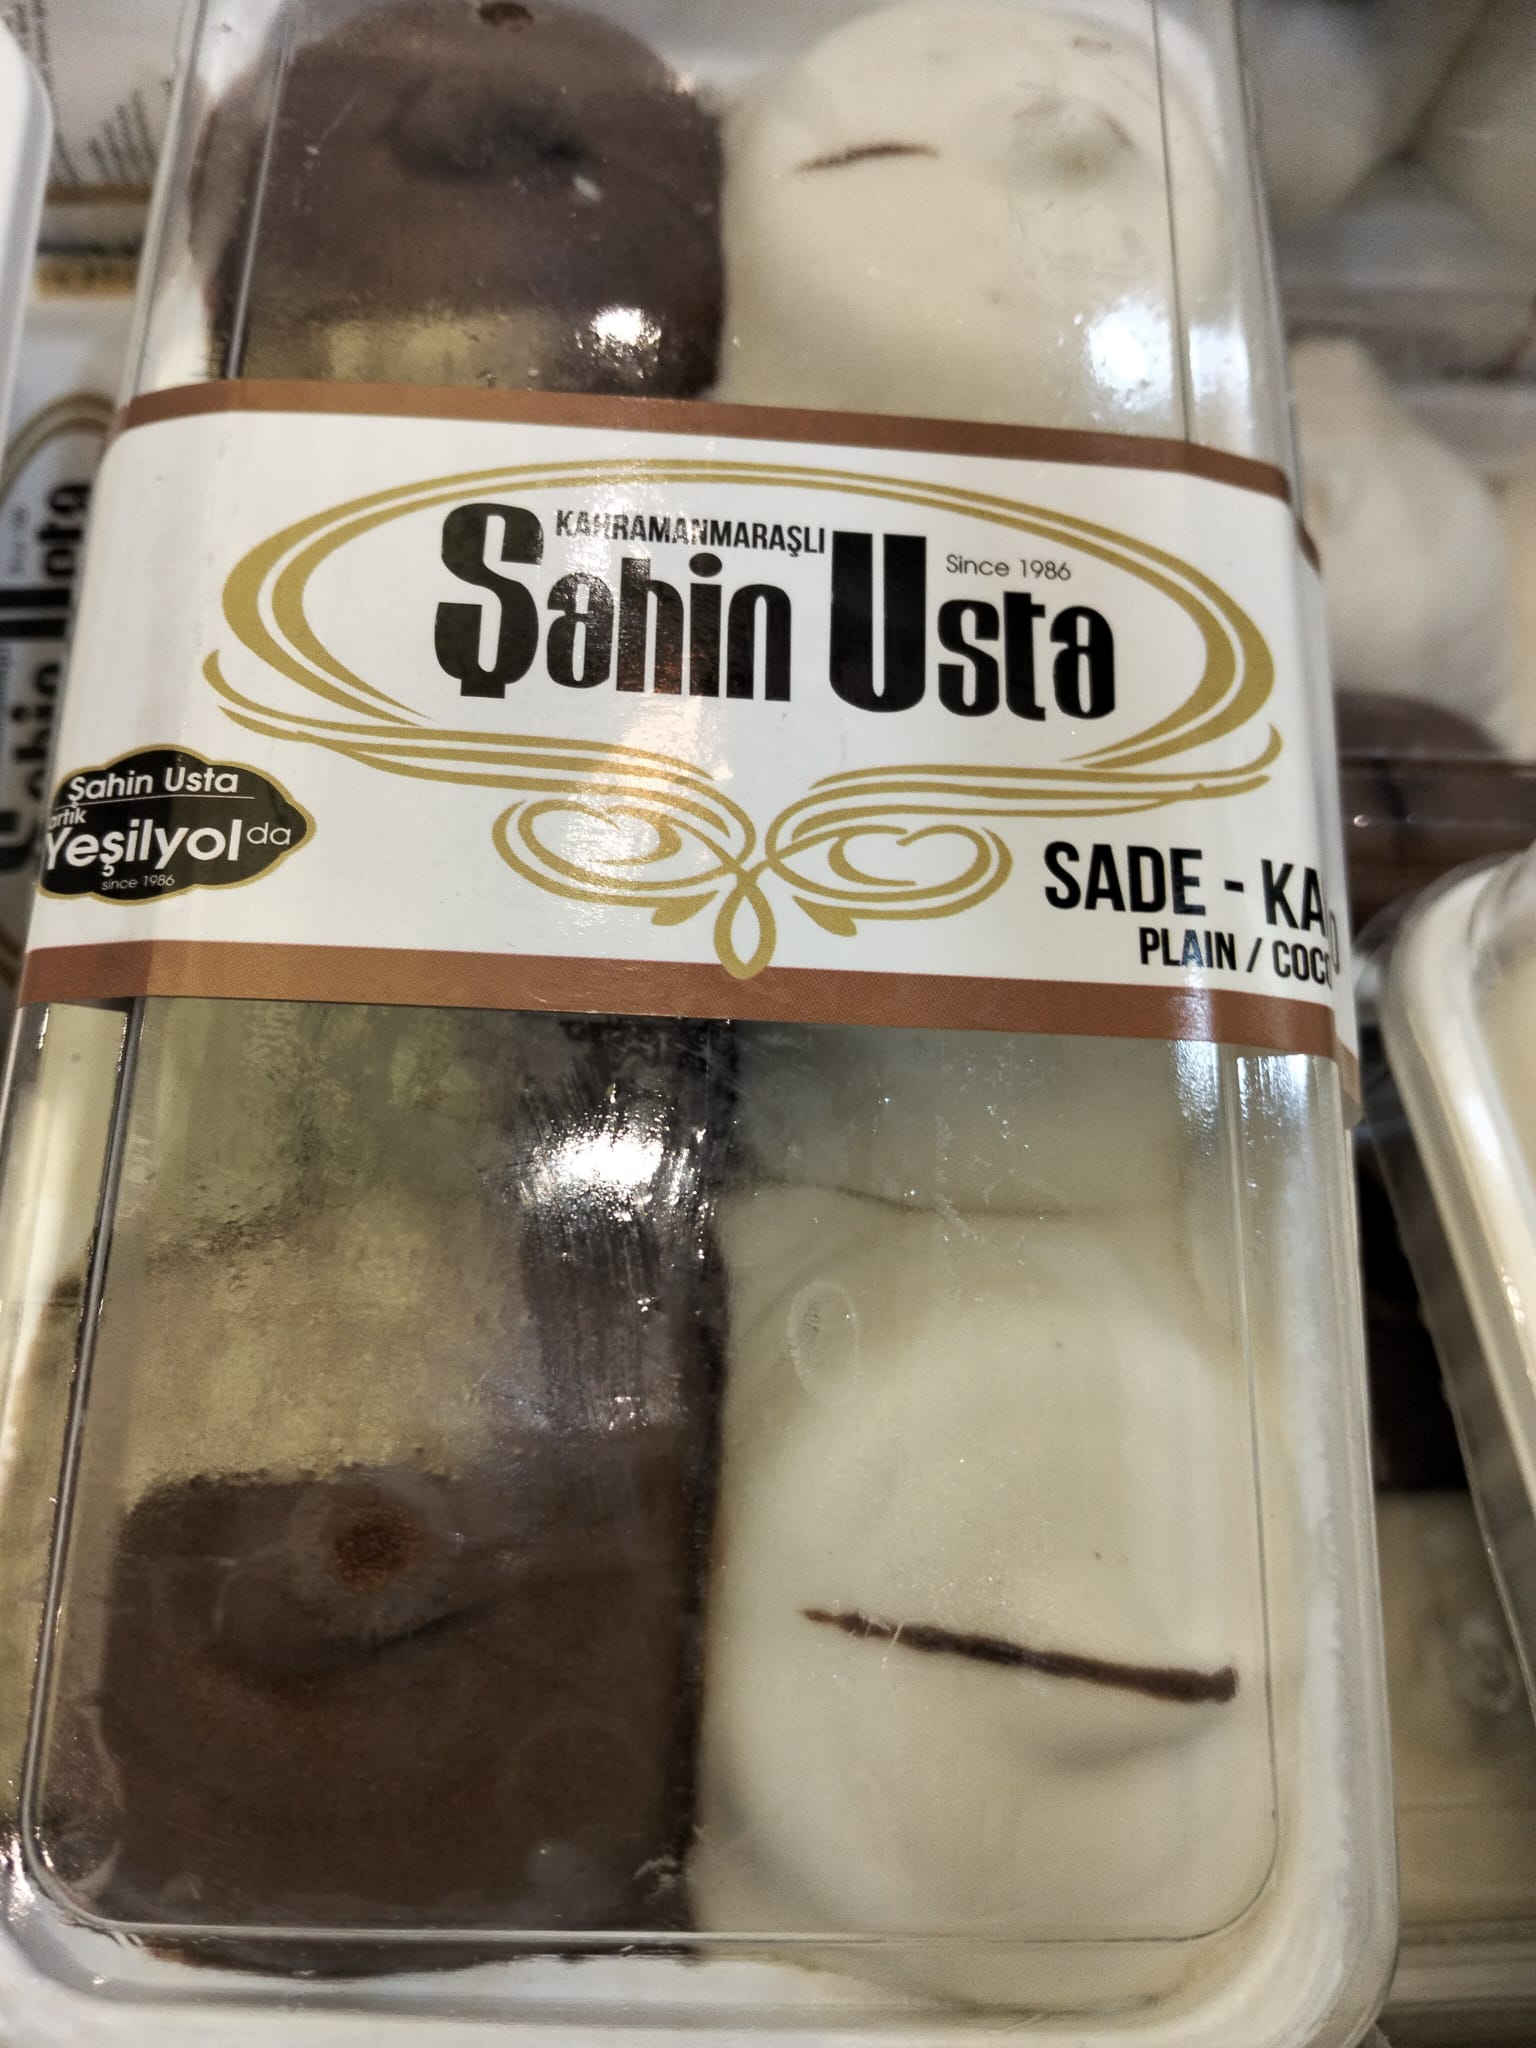 KAHRAMANMARAŞLI
Şahin Usta
Since 1986
Şahin Usta
artık
Yeşilyol da
since 1986
SADE -
PLAIN /